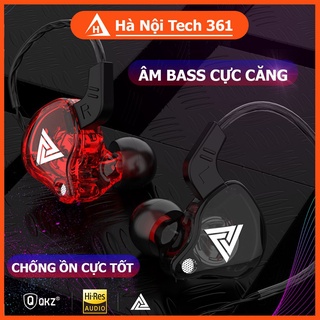 H Hà Nội Tech 361
ÂM BASS CỰC CĂNG
R
CHỐNG ỒN CỰC TỐT
QKZ®
Hi-Res
AUDIO